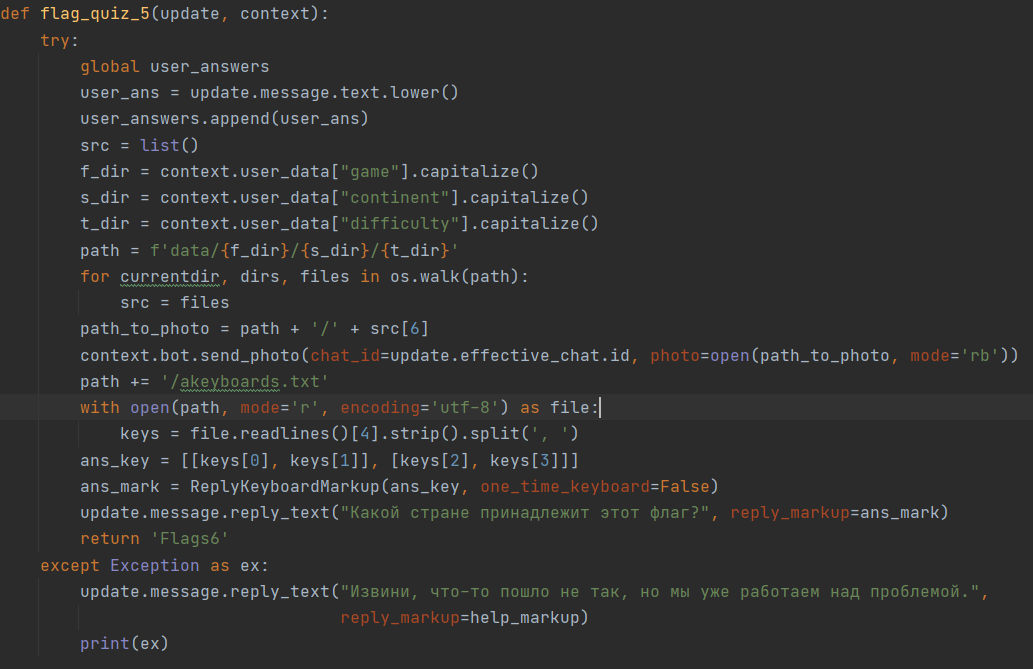 def flag_quiz_5(update, context):
    try:
        global user_answers
        user_ans = update.message.text.lower()
        user_answers.append(user_ans)
        src = list()
        f_dir = context.user_data["game"].capitalize()
        s_dir = context.user_data["continent"].capitalize()
        t_dir = context.user_data["difficulty"].capitalize()
        path = f'data/{f_dir}/{s_dir}/{t_dir}'
        for currentdir, dirs, files in os.walk(path):
            src = files
        path_to_photo = path + '/' + src[6]
        context.bot.send_photo(chat_id=update.effective_chat.id, photo=open(path_to_photo, mode='rb'))
        path += '/akeyboards.txt'
        with open(path, mode='r', encoding='utf-8') as file:
            keys = file.readlines()[4].strip().split(', ')
        ans_key = [[keys[0], keys[1]], [keys[2], keys[3]]]
        ans_mark = ReplyKeyboardMarkup(ans_key, one_time_keyboard=False)
        update.message.reply_text("Какой стране принадлежит этот флаг?", reply_markup=ans_mark)
        return 'Flags6'
    except Exception as ex:
        update.message.reply_text("Извини, что-то пошло не так, но мы уже работаем над проблемой.",
                                  reply_markup=help_markup)
        print(ex)